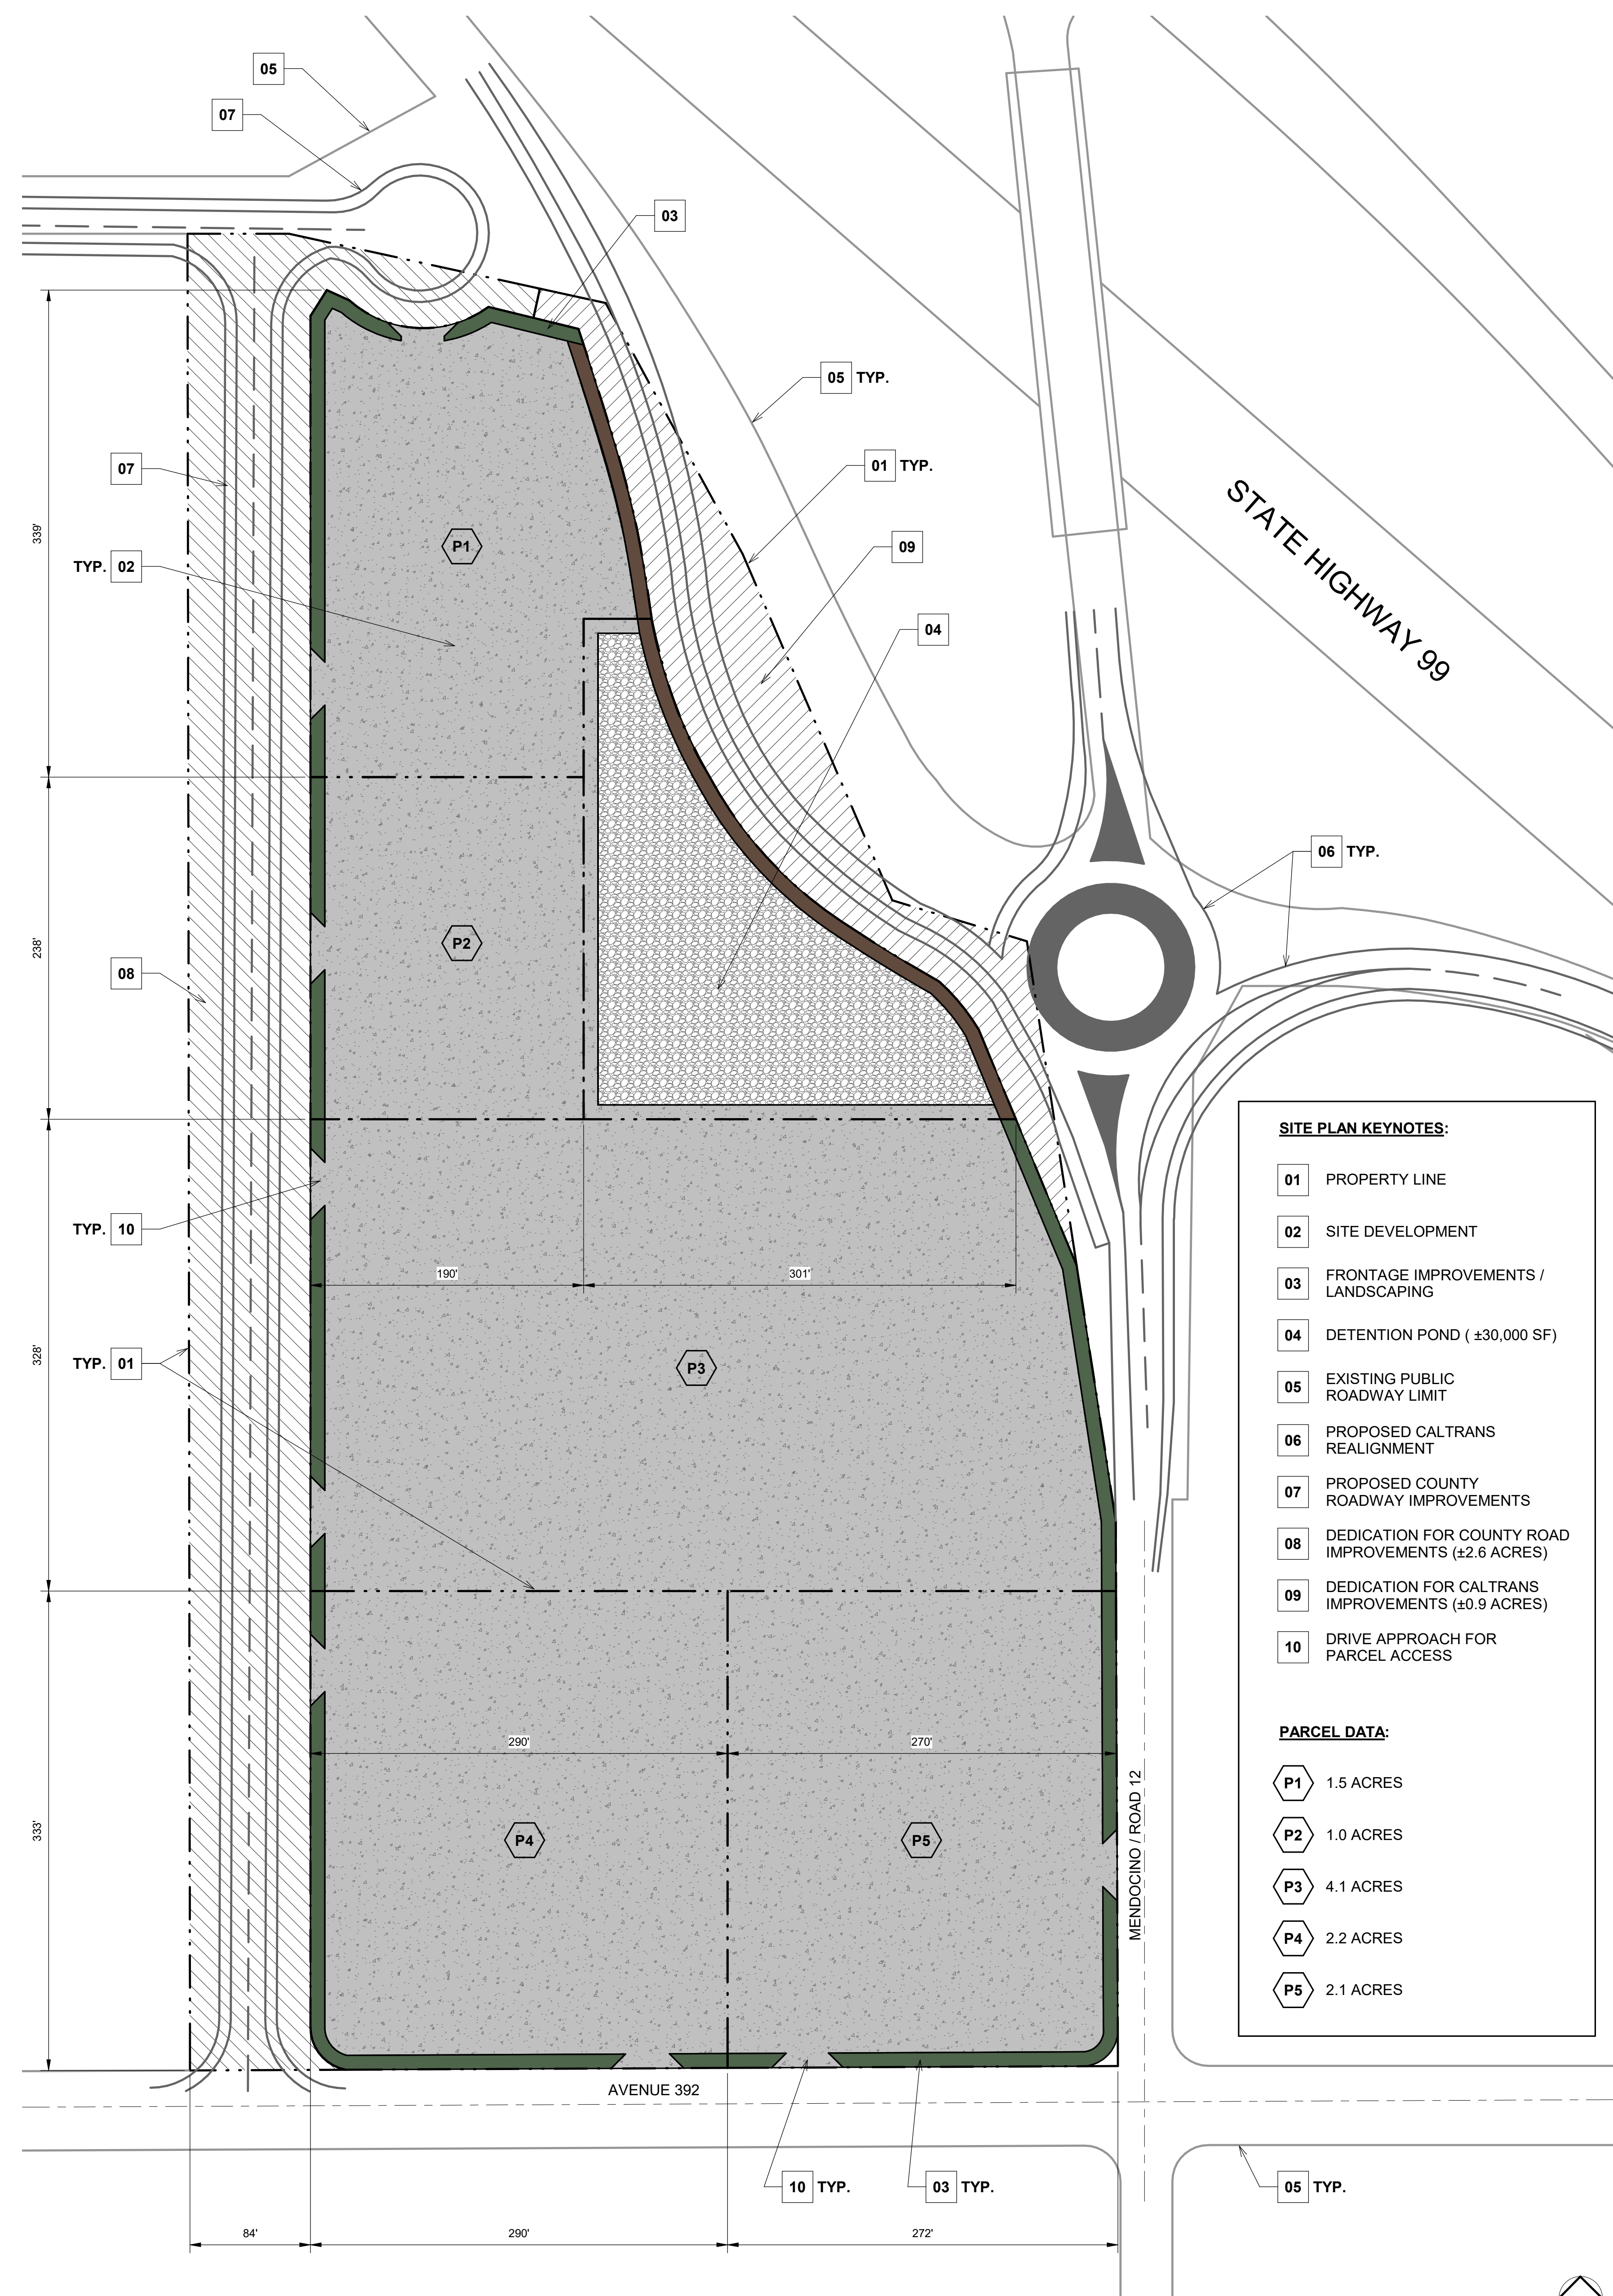 05
07
03
05 TYP.
01 TYP.
STATE HIGHWAY 99
07
339'
P1
09
TYP. 02
04
06 TYP.
238'
P2
08
SITE PLAN KEYNOTES:
01 PROPERTY LINE
02 SITE DEVELOPMENT
03 FRONTAGE IMPROVEMENTS /
LANDSCAPING
04 DETENTION POND ( ±30,000 SF)
05 EXISTING PUBLIC
ROADWAY LIMIT
06 PROPOSED CALTRANS
REALIGNMENT
07 PROPOSED COUNTY
ROADWAY IMPROVEMENTS
08 DEDICATION FOR COUNTY ROAD
IMPROVEMENTS (±2.6 ACRES)
09 DEDICATION FOR CALTRANS
IMPROVEMENTS (±0.9 ACRES)
10 DRIVE APPROACH FOR
PARCEL ACCESS
PARCEL DATA:
P1 1.5 ACRES
P2 1.0 ACRES
P3 4.1 ACRES
P4 2.2 ACRES
P5 2.1 ACRES
TYP. 10
190'
301'
328'
TYP. 01
P3
290'
270'
333'
P4
P5
MENDOCINO / ROAD 12
AVENUE 392
10 TYP.
03 TYP.
05 TYP.
84'
290'
272'